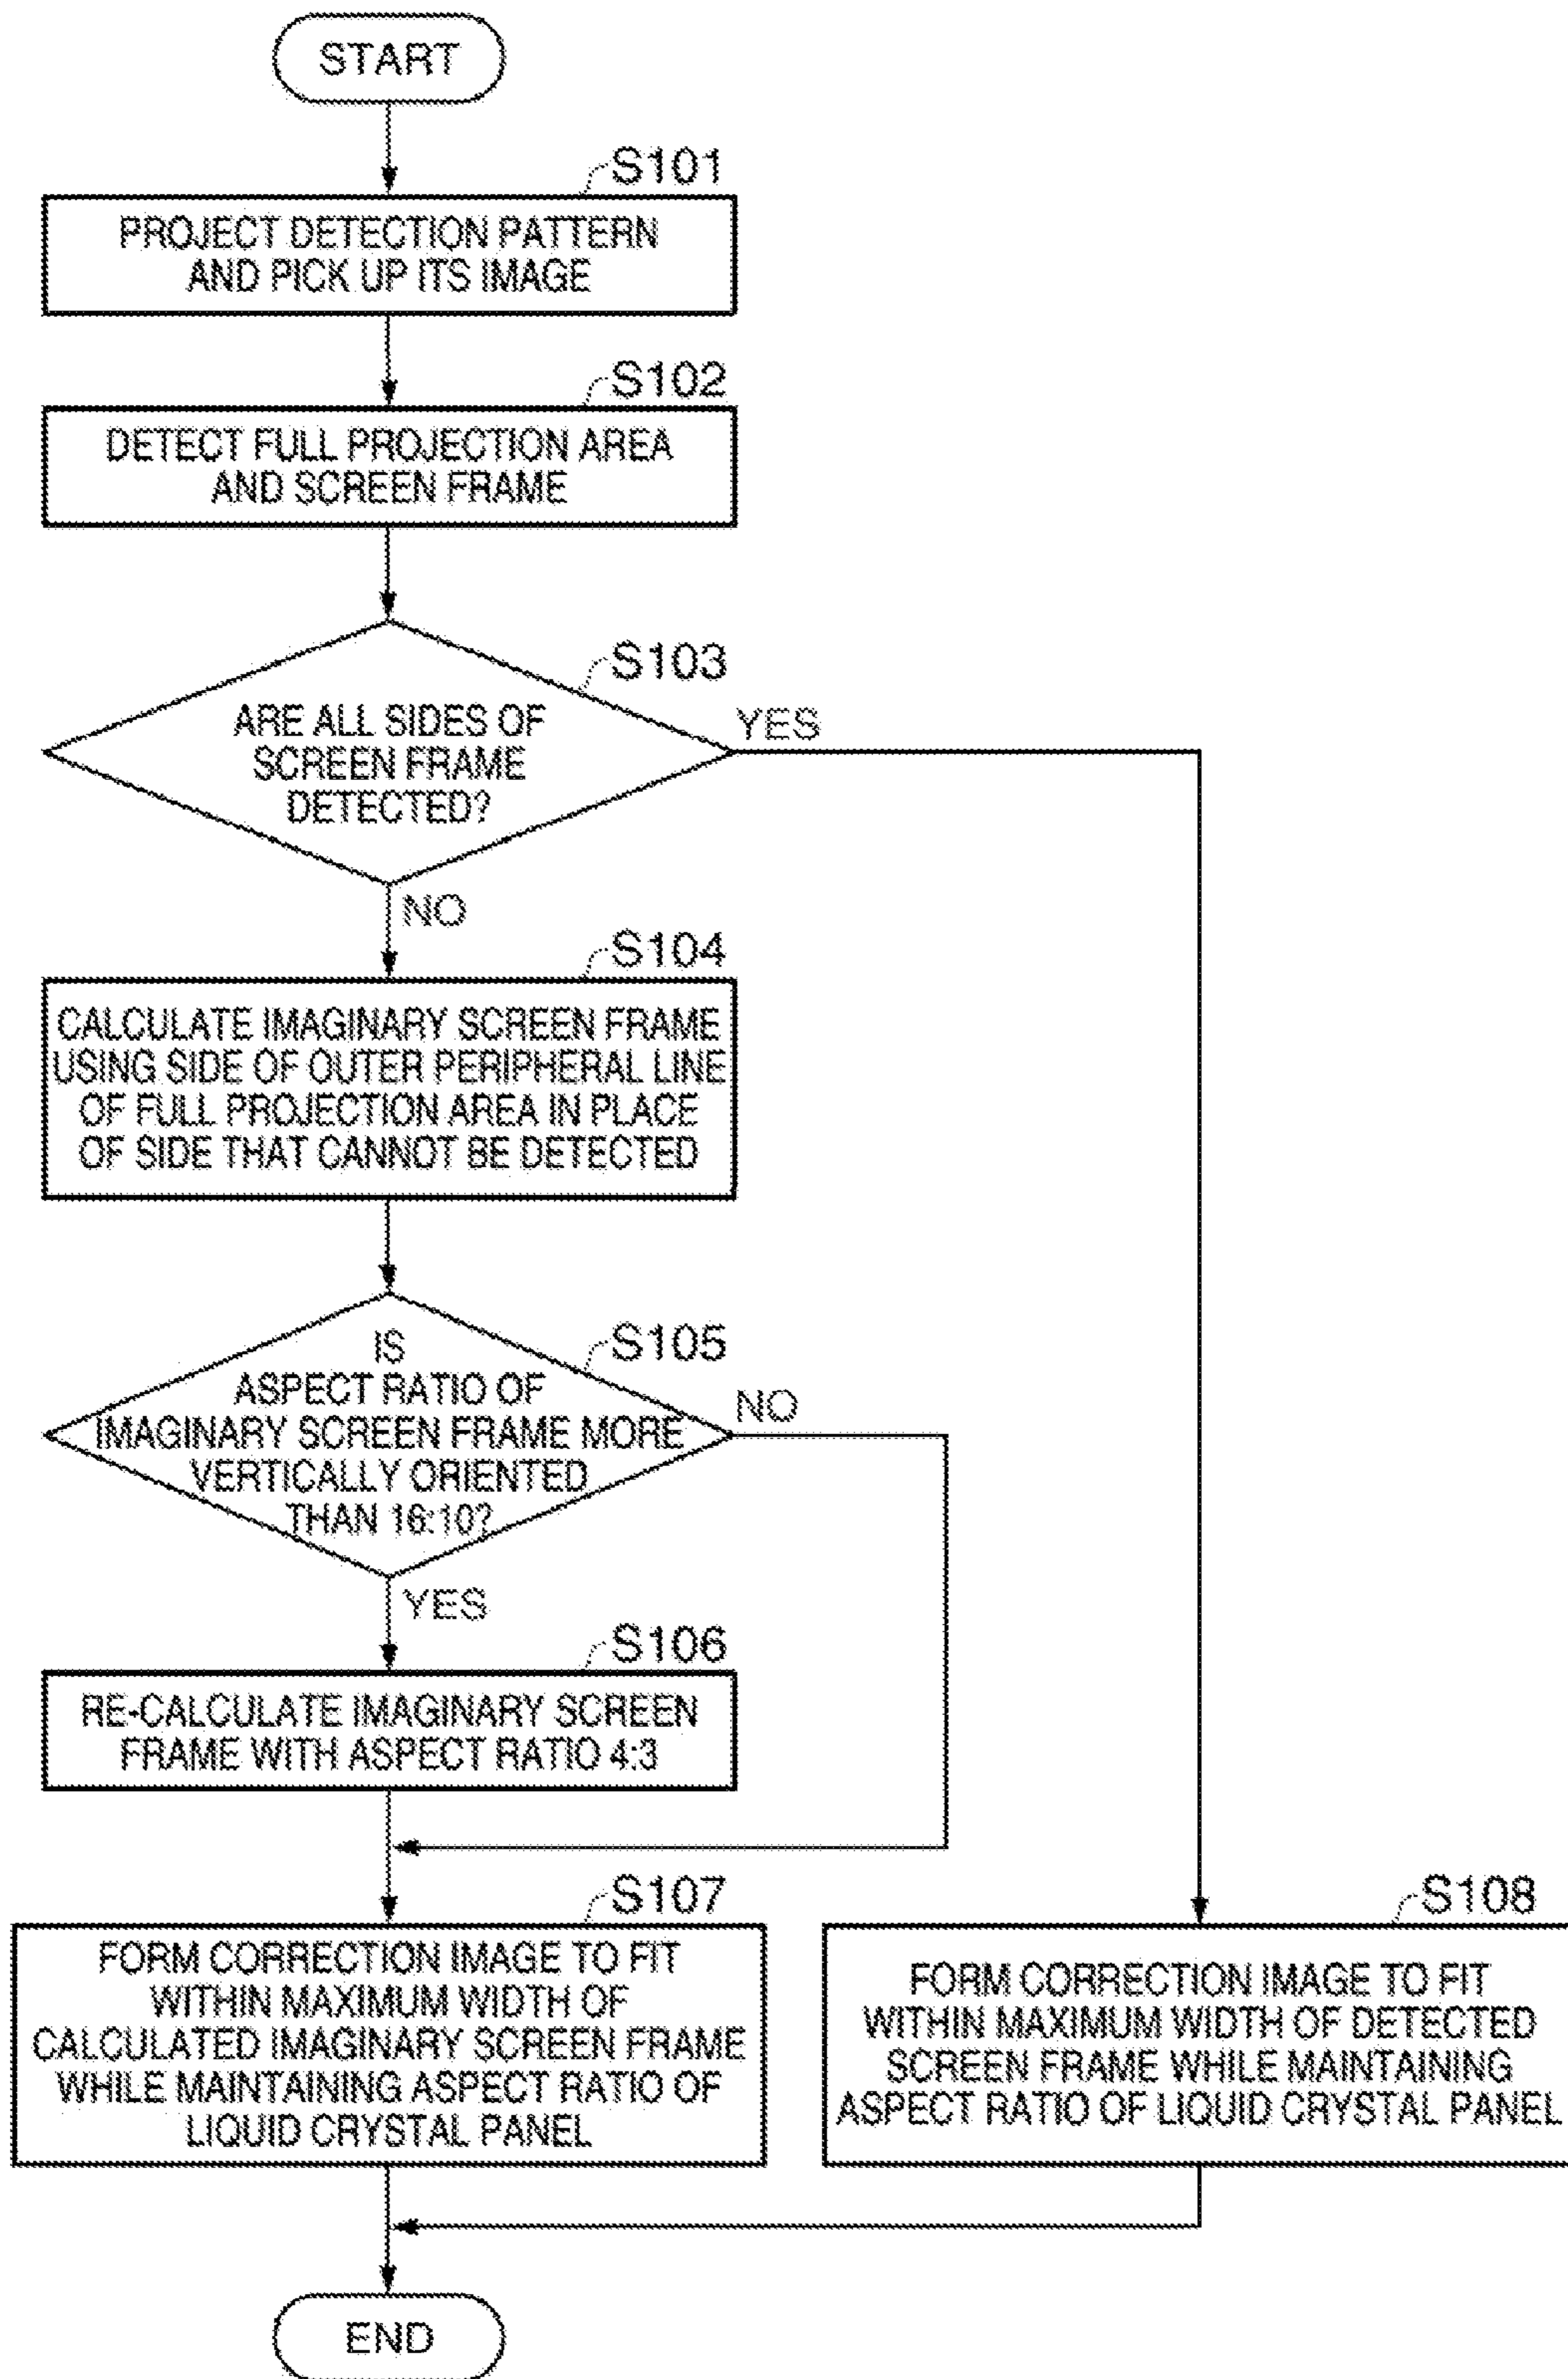 START
S101
PROJECT DETECTION PATTERN
AND PICK UP ITS IMAGE
S102
DETECT FULL PROJECTION AREA
AND SCREEN FRAME
S103
ARE ALL SIDES OF
SCREEN FRAME
DETECTED?
YES
NO
S104
CALCULATE IMAGINARY SCREEN FRAME
USING SIDE OF OUTER PERIPHERAL LINE
OF FULL PROJECTION AREA IN PLACE
OF SIDE THAT CANNOT BE DETECTED
S105
IS
ASPECT RATIO OF
IMAGINARY SCREEN FRAME MORE
VERTICALLY ORIENTED
THAN 16:10?
NO
YES
S106
RE-CALCULATE IMAGINARY SCREEN
FRAME WITH ASPECT RATIO 4:3
S107
FORM CORRECTION IMAGE TO FIT
WITHIN MAXIMUM WIDTH OF
CALCULATED IMAGINARY SCREEN FRAME
WHILE MAINTAINING ASPECT RATIO OF
LIQUID CRYSTAL PANEL
S108
FORM CORRECTION IMAGE TO FIT
WITHIN MAXIMUM WIDTH OF DETECTED
SCREEN FRAME WHILE MAINTAINING
ASPECT RATIO OF LIQUID CRYSTAL PANEL
END